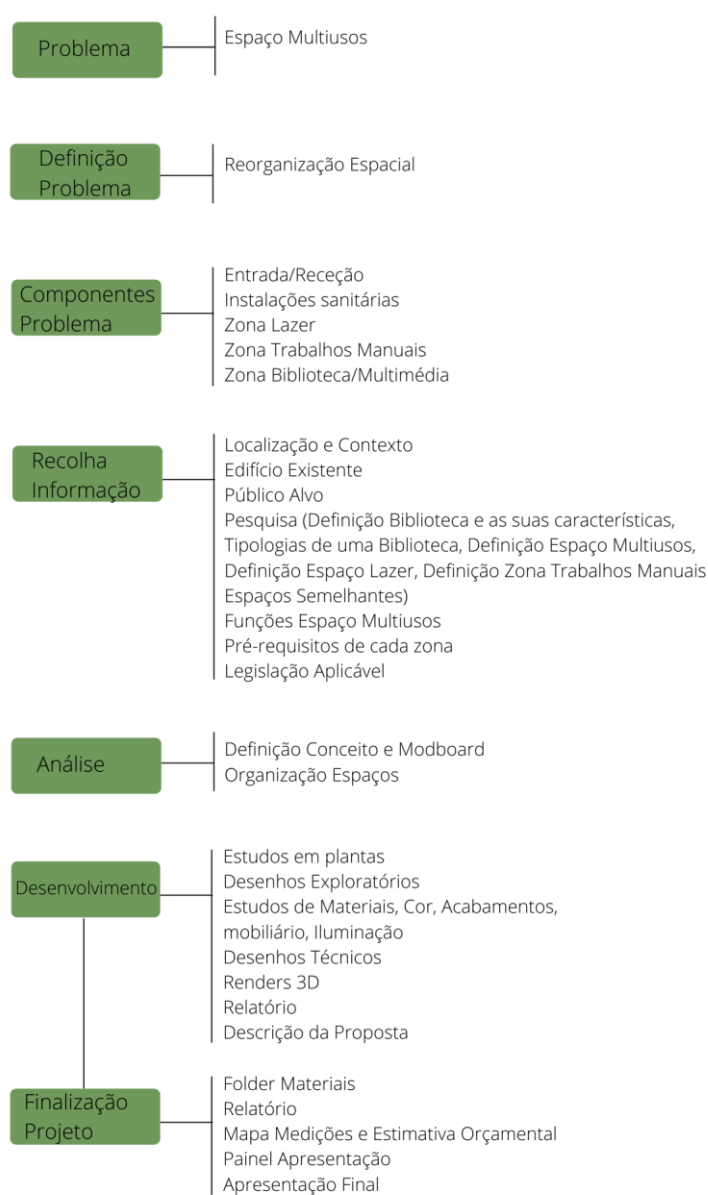 Problema
Espaço Multiusos
Definição
Problema
Reorganização Espacial
Componentes
Problema
Entrada/Receção
Instalações sanitárias
Zona Lazer
Zona Trabalhos Manuais
Zona Biblioteca/Multimédia
Recolha
Informação
Localização e Contexto
Edifício Existente
Público Alvo
Pesquisa (Definição Biblioteca e as suas características,
Tipologias de uma Biblioteca, Definição Espaço Multiusos,
Definição Espaço Lazer, Definição Zona Trabalhos Manuais
Espaços Semelhantes)
Funções Espaço Multiusos
Pré-requisitos de cada zona
Legislação Aplicável
Análise
Definição Conceito e Modboard
Organização Espaços
Desenvolvimento
Estudos em plantas
Desenhos Exploratórios
Estudos de Materiais, Cor, Acabamentos,
mobiliário, Iluminação
Desenhos Técnicos
Renders 3D
Relatório
Descrição da Proposta
Finalização
Projeto
Folder Materiais
Relatório
Mapa Medições e Estimativa Orçamental
Painel Apresentação
Apresentação Final